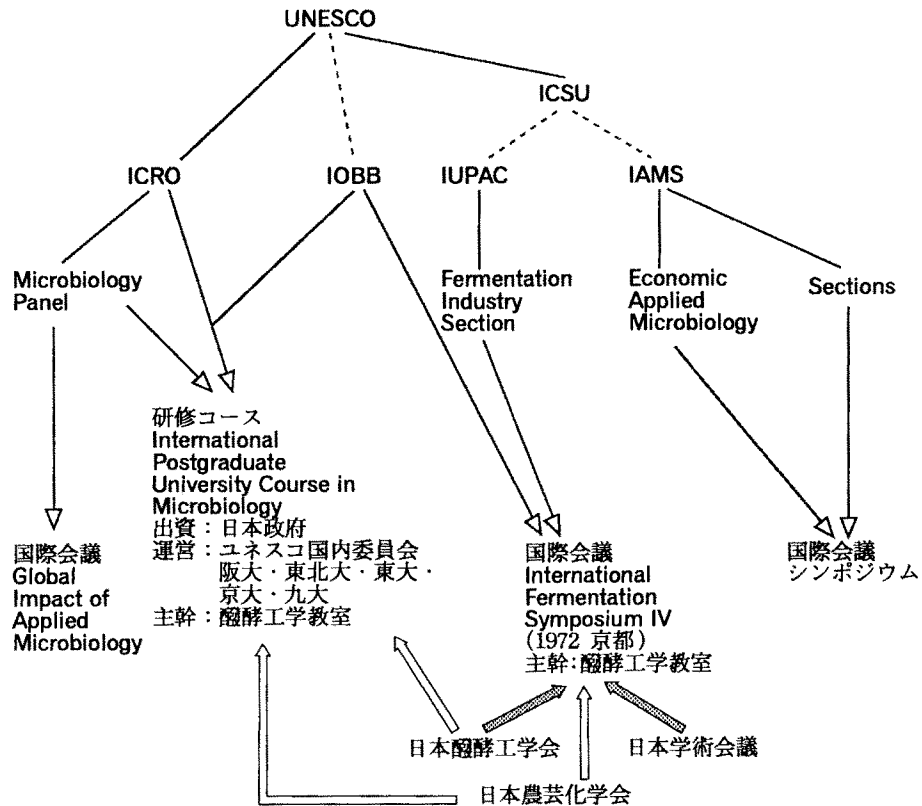 UNESCO
ICSU
ICRO
IOBB
IUPAC
IAMS
Microbiology
Panel
Fermentation
Industry
Section
Economic
Applied
Microbiology
Sections
研修コース
International
Postgraduate
University Course in
Microbiology
出資：日本政府
運営：ユネスコ国内委員会
阪大・東北大・東大・
京大・九大
主幹：醱酵工学教室
国際会議
Global
Impact of
Applied
Microbiology
国際会議
International
Fermentation
Symposium IV
(1972 京都)
主幹：醱酵工学教室
国際会議
シンポジウム
日本醱酵工学会
日本学術会議
日本農芸化学会